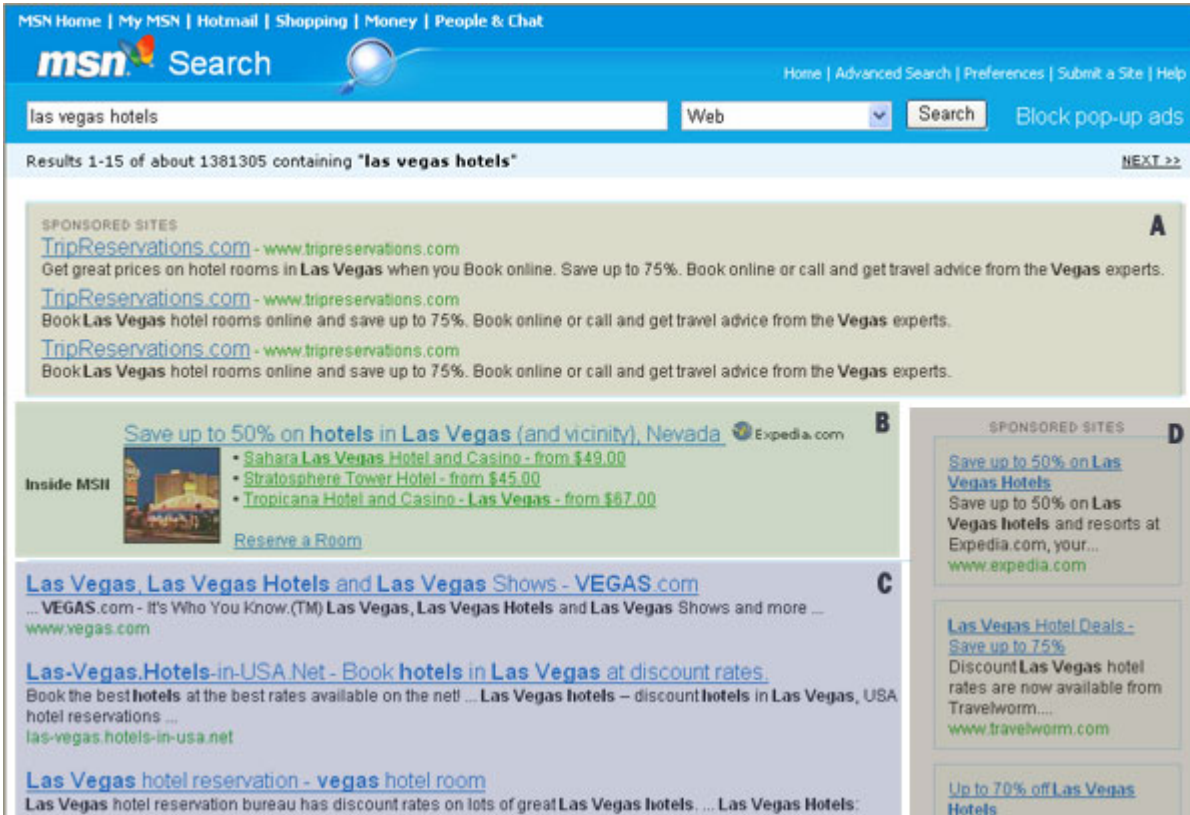 MSN Home | My MSN | Hotmail | Shopping | Money | People & Chat
msn Search
Home | Advanced Search | Preferences | Submit a Site | Help
las vegas hotels
Web
Search
Block pop-up ads
Results 1-15 of about 1381305 containing "las vegas hotels"
NEXT >>
A
SPONSORED SITES
TripReservations.com - www.tripreservations.com
Get great prices on hotel rooms in Las Vegas when you Book online. Save up to 75%. Book online or call and get travel advice from the Vegas experts.
TripReservations.com - www.tripreservations.com
Book Las Vegas hotel rooms online and save up to 75%. Book online or call and get travel advice from the Vegas experts.
TripReservations.com - www.tripreservations.com
Book Las Vegas hotel rooms online and save up to 75%. Book online or call and get travel advice from the Vegas experts.
B
Save up to 50% on hotels in Las Vegas (and vicinity), Nevada Expedia.com
Inside MSN
• Sahara Las Vegas Hotel and Casino - from $49.00
• Stratosphere Tower Hotel - from $45.00
• Tropicana Hotel and Casino - Las Vegas - from $67.00
Reserve a Room
C
Las Vegas, Las Vegas Hotels and Las Vegas Shows - VEGAS.com
... VEGAS.com - It's Who You Know.(TM) Las Vegas, Las Vegas Hotels and Las Vegas Shows and more ...
www.vegas.com
Las-Vegas.Hotels-in-USA.Net - Book hotels in Las Vegas at discount rates.
Book the best hotels at the best rates available on the net! ... Las Vegas hotels – discount hotels in Las Vegas, USA
hotel reservations ...
las-vegas.hotels-in-usa.net
Las Vegas hotel reservation - vegas hotel room
Las Vegas hotel reservation bureau has discount rates on lots of great Las Vegas hotels. ... Las Vegas Hotels:
D
SPONSORED SITES
Save up to 50% on Las
Vegas Hotels
Save up to 50% on Las
Vegas hotels and resorts at
Expedia.com, your...
www.expedia.com
Las Vegas Hotel Deals -
Save up to 75%
Discount Las Vegas hotel
rates are now available from
Travelworm....
www.travelworm.com
Up to 70% off Las Vegas
Hotels